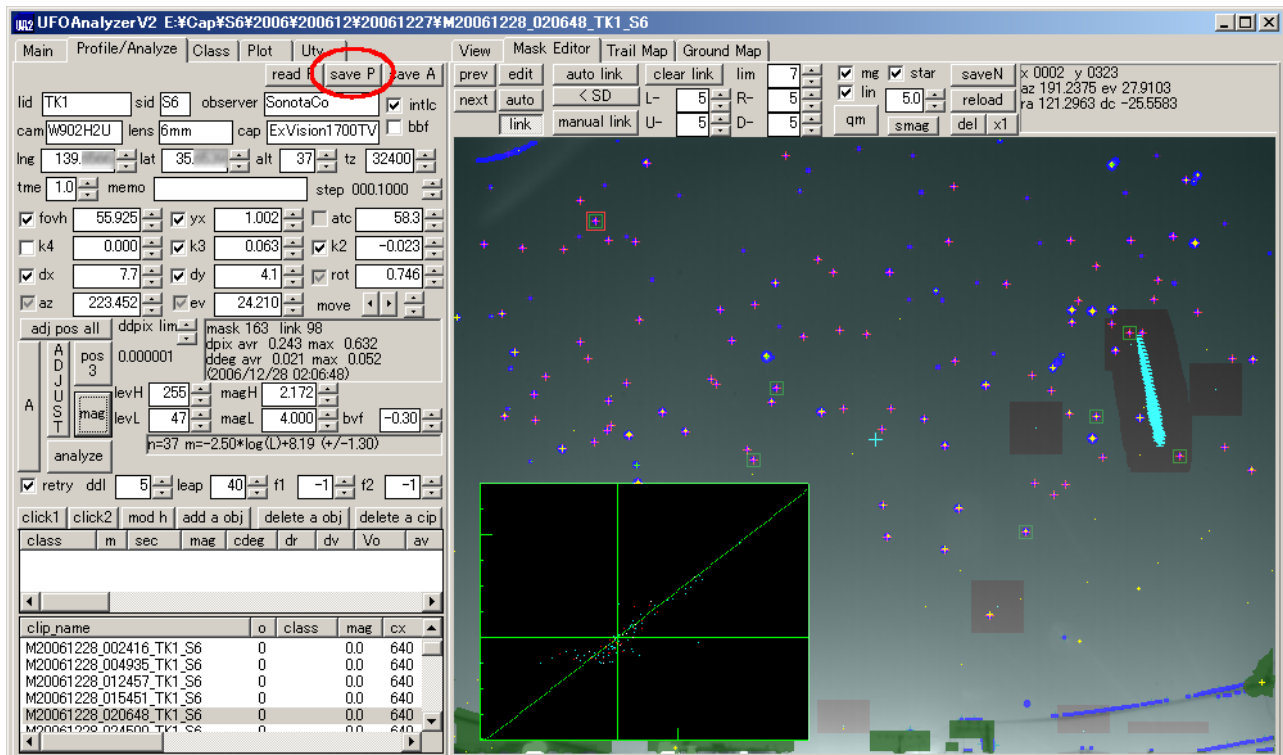 UA2 UFOAnalyzerV2 E:¥Cap¥S6¥2006¥200612¥20061227¥M20061228_020648_TK1_S6
Main Profile/Analyze Class Plot Uty
read P save P save A
lid TK1 sid S6 observer SonotaCo intlc
cam W902H2U lens 6mm cap ExVision1700TV bbf
lng 139. lat 35. alt 37 tz 32400
tme 1.0 memo step 000.1000
fovh 55.925 yx 1.002 atc 58.3
k4 0.000 k3 0.063 k2 -0.023
dx 7.7 dy 4.1 rot 0.746
az 223.452 ev 24.210 move
adj pos all ddpix lim
0.000001
mask 163 link 98
dpix avr 0.243 max 0.632
ddeg avr 0.021 max 0.052
(2006/12/28 02:06:48)
A
ADJUST
pos 3
mag
levH 255 magH 2.172
levL 47 magL 4.000 bvf -0.30
n=37 m=-2.50*log(L)+8.19 (+/-1.30)
analyze
retry ddl 5 leap 40 f1 -1 f2 -1
click1 click2 mod h add a obj delete a obj delete a cip
class m sec mag cdeg dr dv Vo av
clip_name o class mag cx
M20061228_002416_TK1_S6 0 0.0 640
M20061228_004935_TK1_S6 0 0.0 640
M20061228_012457_TK1_S6 0 0.0 640
M20061228_015451_TK1_S6 0 0.0 640
M20061228_020648_TK1_S6 0 0.0 640
M20061228_024500_TK1_S6 0 0.0 640
View Mask Editor Trail Map Ground Map
prev edit auto link clear link lim 7 mg star saveN
next auto < SD L- 5 R- 5 lin 5.0 reload
link manual link U- 5 D- 5 qm smag del x1
x 0002 y 0323
az 191.2375 ev 27.9103
ra 121.2963 dc -25.5583